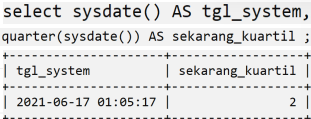 select sysdate() AS tgl_system,
quarter(sysdate()) AS sekarang_kuartil ;
+---------------------+------------------+
| tgl_system | sekarang_kuartil |
+---------------------+------------------+
| 2021-06-17 01:05:17 | 2 |
+---------------------+------------------+